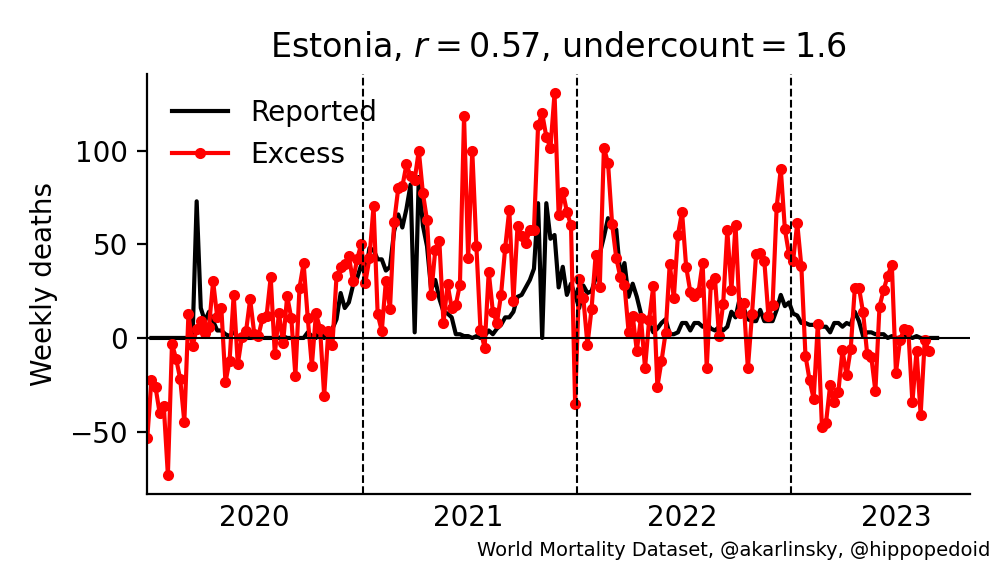 Estonia, r = 0.57, undercount = 1.6
Reported
Excess
Weekly deaths
100
50
0
−50
2020 2021 2022 2023
World Mortality Dataset, @akarlinsky, @hippopedoid